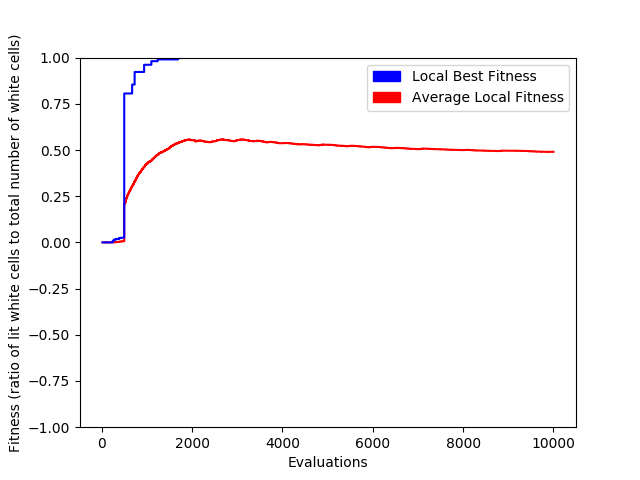 Fitness (ratio of lit white cells to total number of white cells)
1.00
0.75
0.50
0.25
0.00
−0.25
−0.50
−0.75
−1.00
Local Best Fitness
Average Local Fitness
0 2000 4000 6000 8000 10000
Evaluations